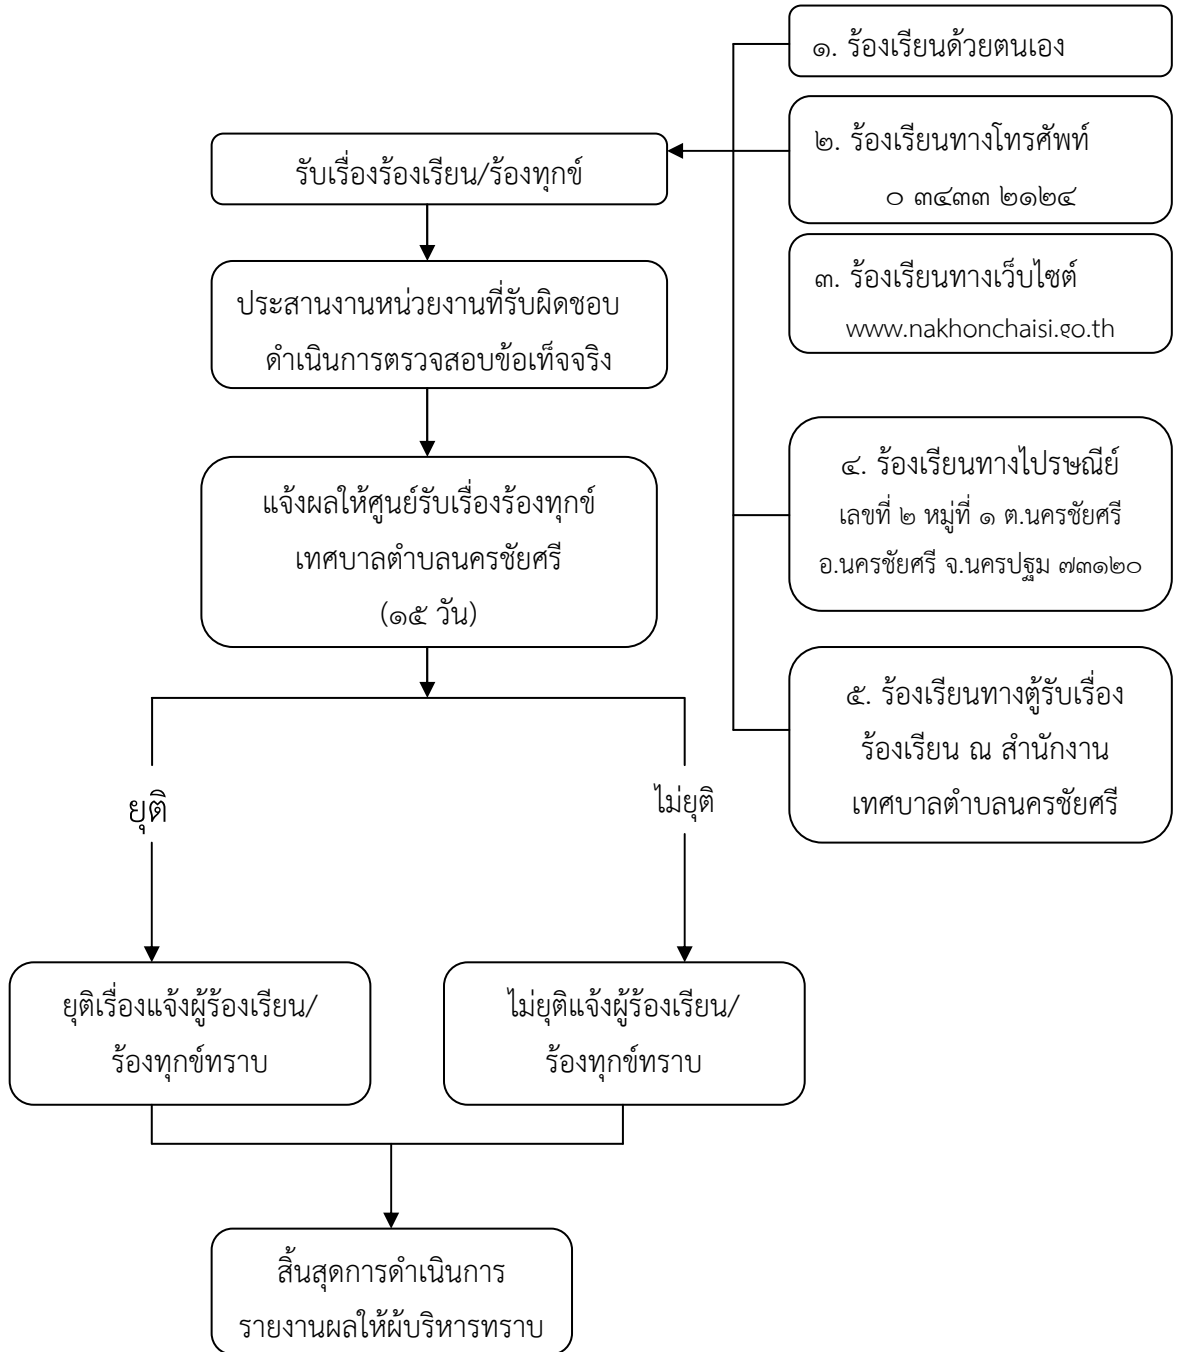 ๑. ร้องเรียนด้วยตนเอง
๒. ร้องเรียนทางโทรศัพท์
๐ ๓๔๓๓ ๒๑๒๔
รับเรื่องร้องเรียน/ร้องทุกข์
๓. ร้องเรียนทางเว็บไซต์
www.nakhonchaisi.go.th
ประสานงานหน่วยงานที่รับผิดชอบ
ดำเนินการตรวจสอบข้อเท็จจริง
๔. ร้องเรียนทางไปรษณีย์
เลขที่ ๒ หมู่ที่ ๑ ต.นครชัยศรี
อ.นครชัยศรี จ.นครปฐม ๗๓๑๒๐
แจ้งผลให้ศูนย์รับเรื่องร้องทุกข์
เทศบาลตำบลนครชัยศรี
(๑๕ วัน)
๕. ร้องเรียนทางตู้รับเรื่อง
ร้องเรียน ณ สำนักงาน
เทศบาลตำบลนครชัยศรี
ยุติ
ไม่ยุติ
ยุติเรื่องแจ้งผู้ร้องเรียน/
ร้องทุกข์ทราบ
ไม่ยุติแจ้งผู้ร้องเรียน/
ร้องทุกข์ทราบ
สิ้นสุดการดำเนินการ
รายงานผลให้ผู้บริหารทราบ